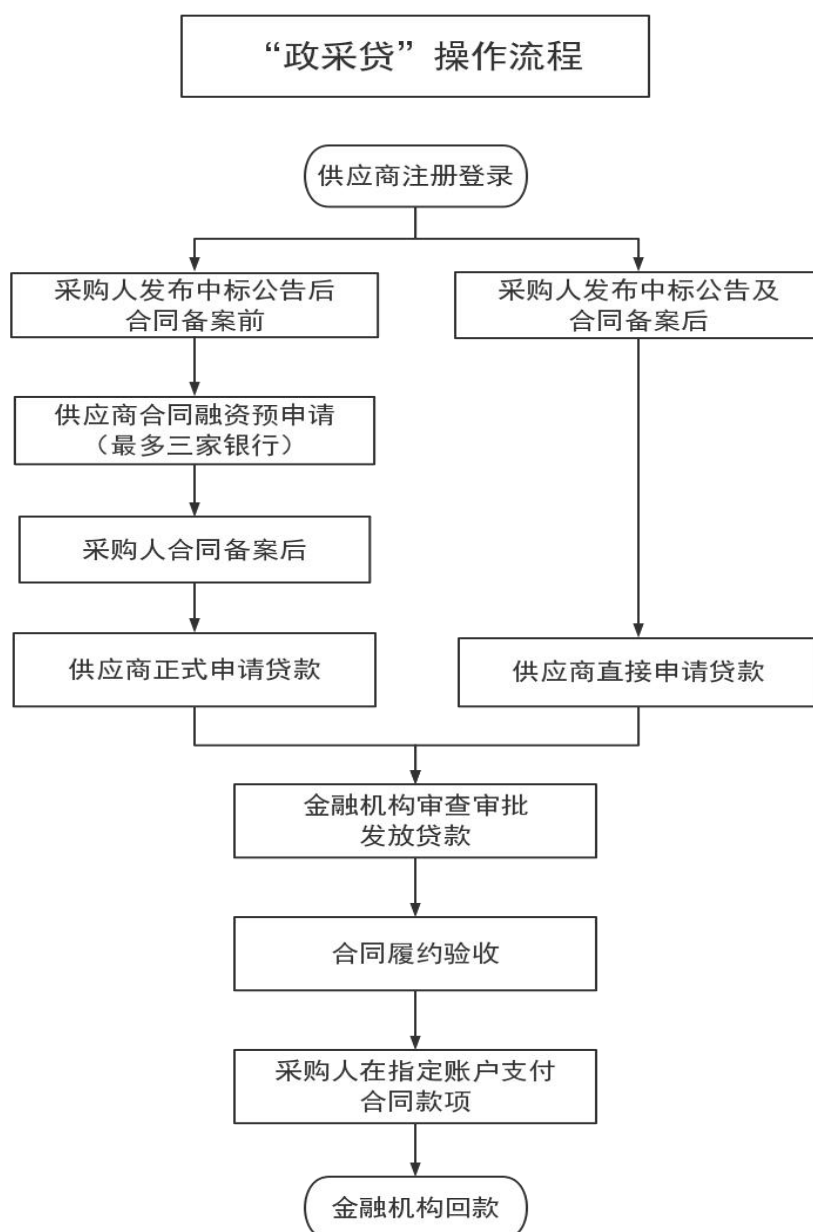 “政采贷”操作流程
供应商注册登录
采购人发布中标公告后
合同备案前
采购人发布中标公告及
合同备案后
供应商合同融资预申请
（最多三家银行）
采购人合同备案后
供应商正式申请贷款
供应商直接申请贷款
金融机构审查审批
发放贷款
合同履约验收
采购人在指定账户支付
合同款项
金融机构回款